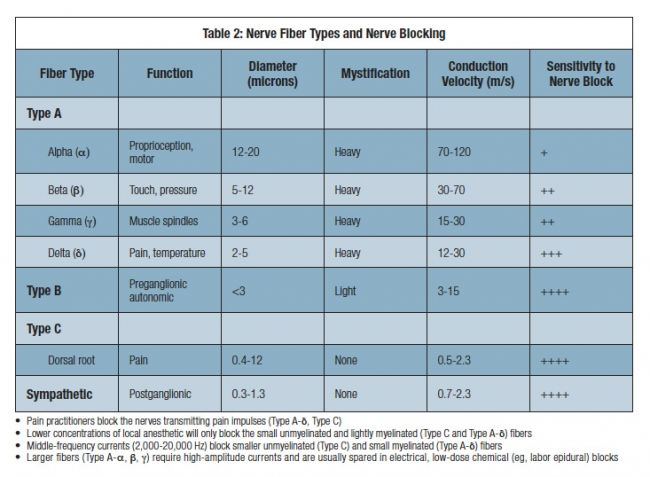 Table 2: Nerve Fiber Types and Nerve Blocking
Fiber Type Function Diameter (microns) Mystification Conduction Velocity (m/s) Sensitivity to Nerve Block
Type A
Alpha (α) Proprioception, motor 12-20 Heavy 70-120 +
Beta (β) Touch, pressure 5-12 Heavy 30-70 ++
Gamma (γ) Muscle spindles 3-6 Heavy 15-30 ++
Delta (δ) Pain, temperature 2-5 Heavy 12-30 +++
Type B Preganglionic autonomic <3 Light 3-15 ++++
Type C
Dorsal root Pain 0.4-12 None 0.5-2.3 ++++
Sympathetic Postganglionic 0.3-1.3 None 0.7-2.3 ++++
• Pain practitioners block the nerves transmitting pain impulses (Type A-δ, Type C)
• Lower concentrations of local anesthetic will only block the small unmyelinated and lightly myelinated (Type C and Type A-δ) fibers
• Middle-frequency currents (2,000-20,000 Hz) block smaller unmyelinated (Type C) and small myelinated (Type A-δ) fibers
• Larger fibers (Type A-α, β, γ) require high-amplitude currents and are usually spared in electrical, low-dose chemical (eg, labor epidural) blocks